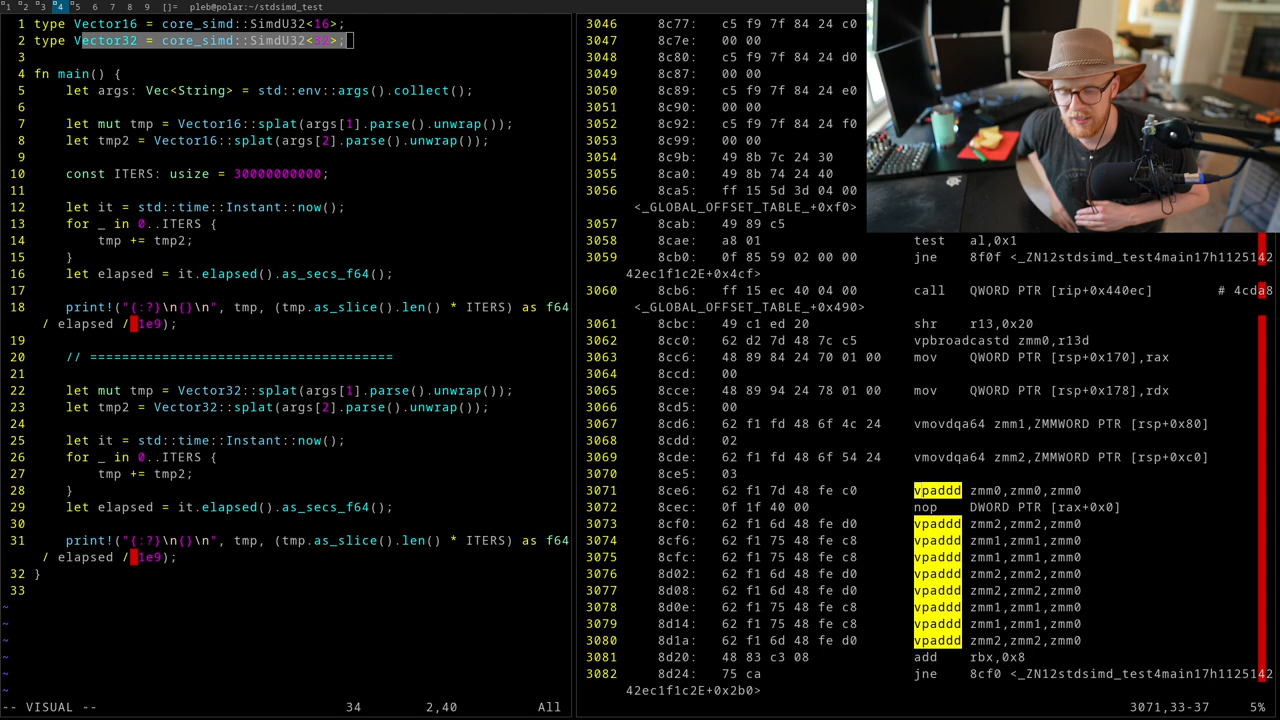 1 2 3 4 5 6 7 8 9 []= pleb@polar:~/stdsimd_test
1 type Vector16 = core_simd::SimdU32<16>;
2 type Vector32 = core_simd::SimdU32<32>;
3
4 fn main() {
5     let args: Vec<String> = std::env::args().collect();
6
7     let mut tmp = Vector16::splat(args[1].parse().unwrap());
8     let tmp2 = Vector16::splat(args[2].parse().unwrap());
9
10     const ITERS: usize = 30000000000;
11
12     let it = std::time::Instant::now();
13     for _ in 0..ITERS {
14         tmp += tmp2;
15     }
16     let elapsed = it.elapsed().as_secs_f64();
17
18     print!("{:?}\n{}\n", tmp, (tmp.as_slice().len() * ITERS) as f64
/ elapsed / 1e9);
19
20     // ======================================
21
22     let mut tmp = Vector32::splat(args[1].parse().unwrap());
23     let tmp2 = Vector32::splat(args[2].parse().unwrap());
24
25     let it = std::time::Instant::now();
26     for _ in 0..ITERS {
27         tmp += tmp2;
28     }
29     let elapsed = it.elapsed().as_secs_f64();
30
31     print!("{:?}\n{}\n", tmp, (tmp.as_slice().len() * ITERS) as f64
/ elapsed / 1e9);
32 }
33
~
~
~
~
~
~
-- VISUAL -- 34 2,40 All
3046 8c77: c5 f9 7f 84 24 c0
3047 8c7e: 00 00
3048 8c80: c5 f9 7f 84 24 d0
3049 8c87: 00 00
3050 8c89: c5 f9 7f 84 24 e0
3051 8c90: 00 00
3052 8c92: c5 f9 7f 84 24 f0
3053 8c99: 00 00
3054 8c9b: 49 8b 7c 24 30
3055 8ca0: 49 8b 74 24 40
3056 8ca5: ff 15 5d 3d 04 00
<_GLOBAL_OFFSET_TABLE_+0xf0>
3057 8cab: 49 89 c5
3058 8cae: a8 01 test al,0x1
3059 8cb0: 0f 85 59 02 00 00 jne 8f0f <_ZN12stdsimd_test4main17h1125142
42ec1f1c2E+0x4cf>
3060 8cb6: ff 15 ec 40 04 00 call QWORD PTR [rip+0x440ec] # 4cda8
<_GLOBAL_OFFSET_TABLE_+0x490>
3061 8cbc: 49 c1 ed 20 shr r13,0x20
3062 8cc0: 62 d2 7d 48 7c c5 vpbroadcastd zmm0,r13d
3063 8cc6: 48 89 84 24 70 01 00 mov QWORD PTR [rsp+0x170],rax
3064 8ccd: 00
3065 8cce: 48 89 94 24 78 01 00 mov QWORD PTR [rsp+0x178],rdx
3066 8cd5: 00
3067 8cd6: 62 f1 fd 48 6f 4c 24 vmovdqa64 zmm1,ZMMWORD PTR [rsp+0x80]
3068 8cdd: 02
3069 8cde: 62 f1 fd 48 6f 54 24 vmovdqa64 zmm2,ZMMWORD PTR [rsp+0xc0]
3070 8ce5: 03
3071 8ce6: 62 f1 7d 48 fe c0 vpaddd zmm0,zmm0,zmm0
3072 8cec: 0f 1f 40 00 nop DWORD PTR [rax+0x0]
3073 8cf0: 62 f1 6d 48 fe d0 vpaddd zmm2,zmm2,zmm0
3074 8cf6: 62 f1 75 48 fe c8 vpaddd zmm1,zmm1,zmm0
3075 8cfc: 62 f1 75 48 fe c8 vpaddd zmm1,zmm1,zmm0
3076 8d02: 62 f1 6d 48 fe d0 vpaddd zmm2,zmm2,zmm0
3077 8d08: 62 f1 6d 48 fe d0 vpaddd zmm2,zmm2,zmm0
3078 8d0e: 62 f1 75 48 fe c8 vpaddd zmm1,zmm1,zmm0
3079 8d14: 62 f1 75 48 fe c8 vpaddd zmm1,zmm1,zmm0
3080 8d1a: 62 f1 6d 48 fe d0 vpaddd zmm2,zmm2,zmm0
3081 8d20: 48 83 c3 08 add rbx,0x8
3082 8d24: 75 ca jne 8cf0 <_ZN12stdsimd_test4main17h1125142
42ec1f1c2E+0x2b0>
3071,33-37 5%